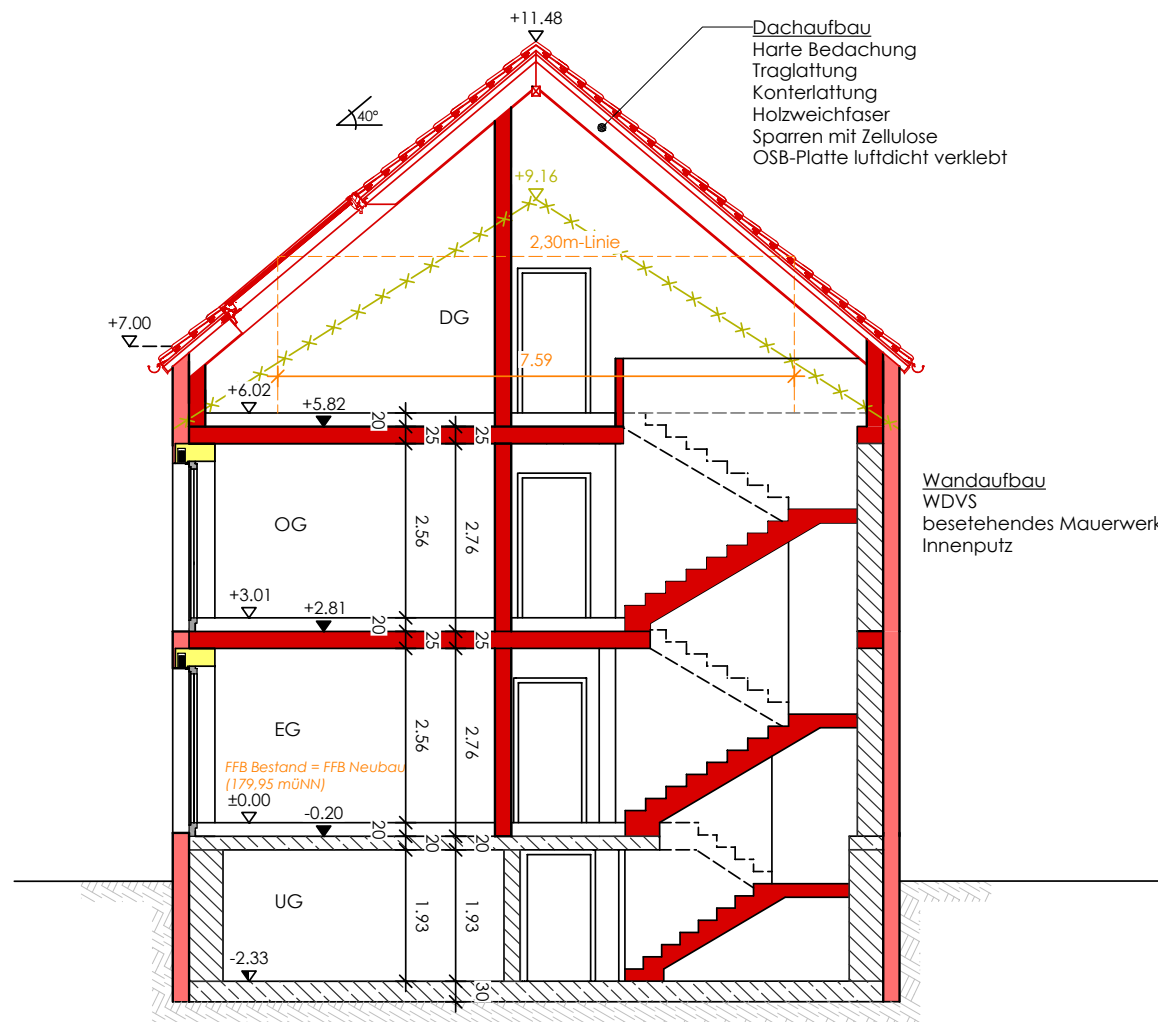 +11.48
Dachaufbau
Harte Bedachung
Traglattung
Konterlattung
Holzweichfaser
Sparren mit Zellulose
OSB-Platte luftdicht verklebt
40°
+9.16
2,30m-Linie
DG
+7.00
7.59
+6.02
+5.82
20
25
25
Wandaufbau
WDVS
besetehendes Mauerwerk
Innenputz
OG
2.56
2.76
+3.01
+2.81
20
25
25
EG
2.56
2.76
FFB Bestand = FFB Neubau
(179,95 müNN)
±0.00
-0.20
20
20
20
UG
1.93
1.93
-2.33
30